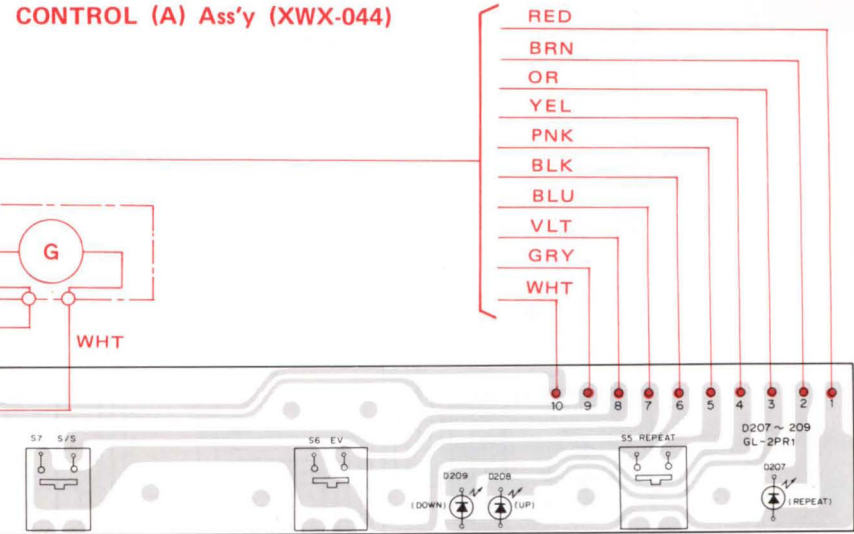 CONTROL (A) Ass'y (XWX-044)
RED
BRN
OR
YEL
PNK
BLK
BLU
VLT
GRY
WHT
G
WHT
10 9 8 7 6 5 4 3 2 1
D207 ~ 209
GL-2PR1
S7 S/S
S6 EV
S5 REPEAT
D209 D208
D207
(DOWN) (UP)
(REPEAT)